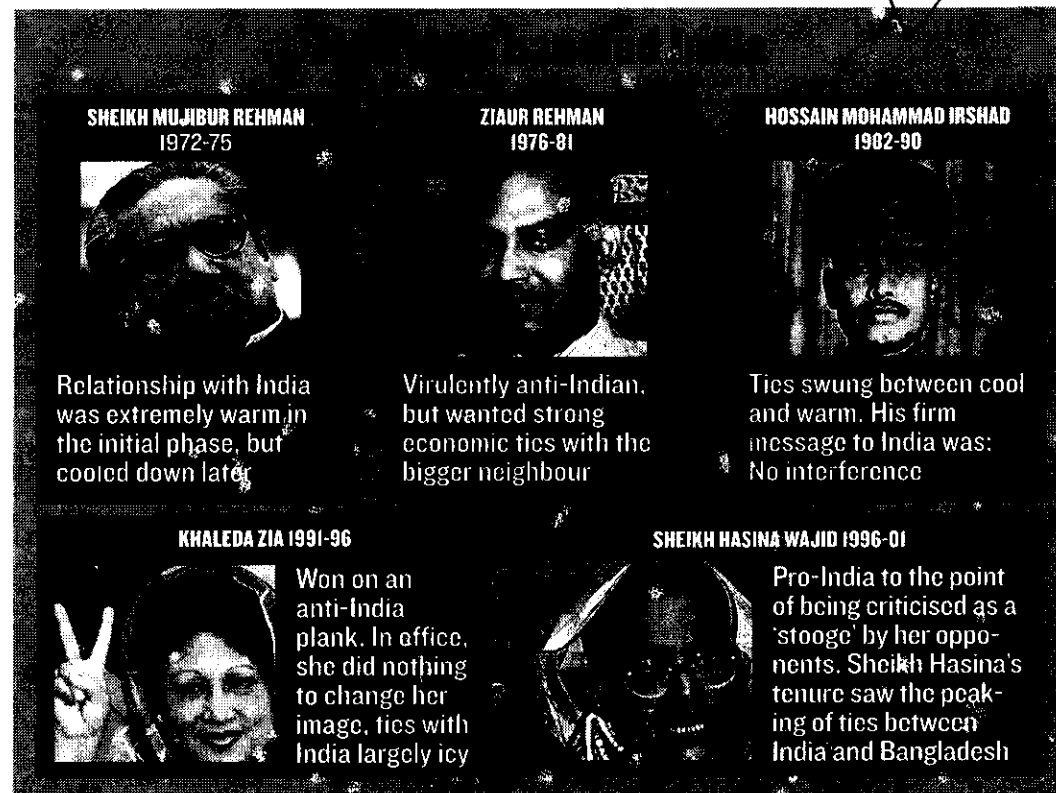 SHEIKH MUJIBUR REHMAN
1972-75
Relationship with India
was extremely warm in
the initial phase, but
cooled down later
ZIAUR REHMAN
1976-81
Virulently anti-Indian,
but wanted strong
economic ties with the
bigger neighbour
HOSSAIN MOHAMMAD IRSHAD
1982-90
Ties swung between cool
and warm. His firm
message to India was:
No interference
KHALEDA ZIA 1991-96
Won on an
anti-India
plank. In office,
she did nothing
to change her
image, ties with
India largely icy
SHEIKH HASINA WAJID 1996-01
Pro-India to the point
of being criticised as a
'stooge' by her oppo-
nents. Sheikh Hasina's
tenure saw the peak-
ing of ties between
India and Bangladesh